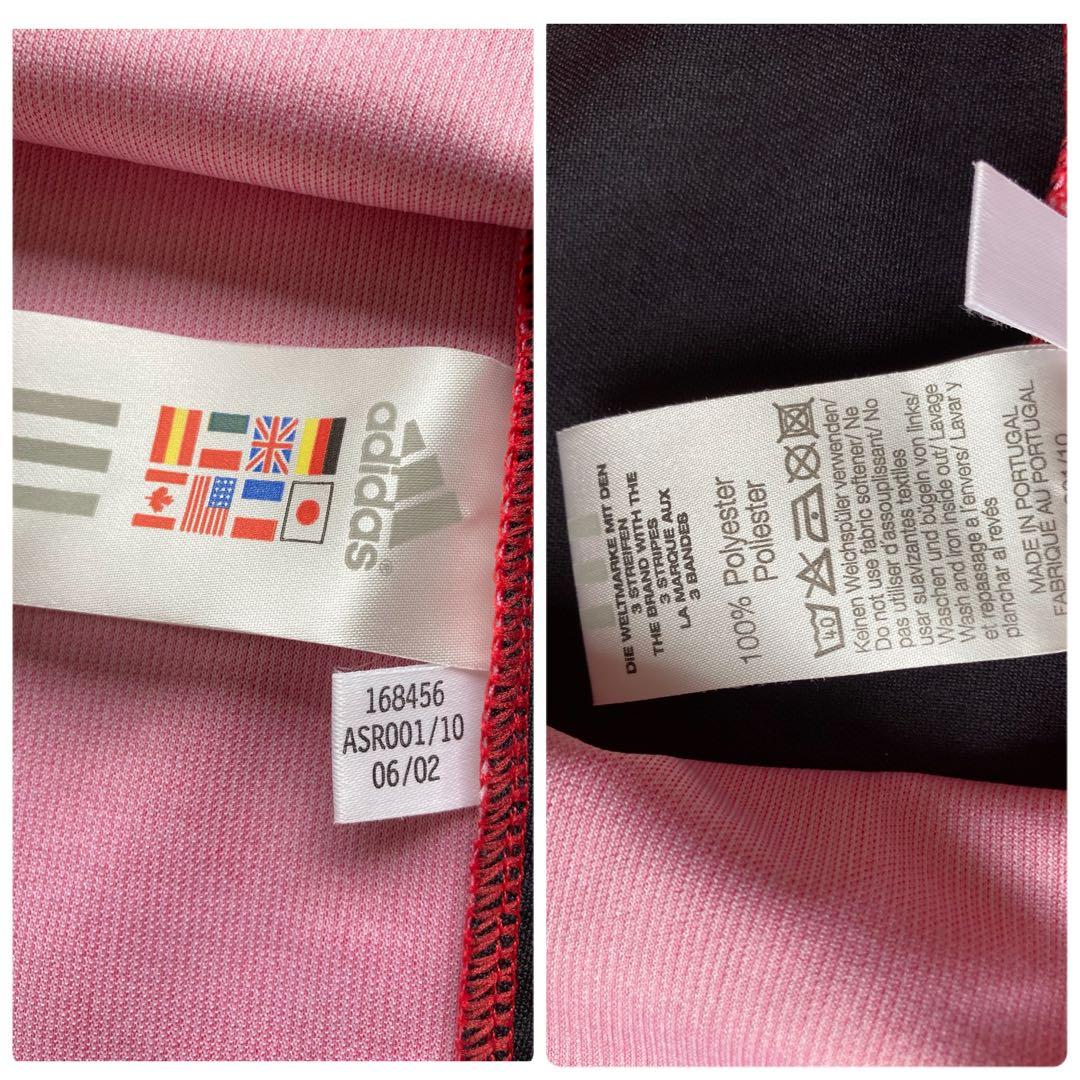 adidas
®
168456
ASR001/10
06/02
DIE WELTMARKE MIT DEN
3 STREIFEN
THE BRAND WITH THE
3 STRIPES
LA MARQUE AUX
3 BANDES
100% Polyester
Poliester
40
Keinen Weichspüler verwenden/
Do not use fabric softener/ Ne
pas utiliser d'assouplissant/ No
usar suavizantes textiles
Waschen und bügeln von links/
Wash and Iron inside out/ Lavage
et repassage a l'envers/ Lavar y
planchar al revés
MADE IN PORTUGAL
FABRIQUÉ AU PORTUGAL